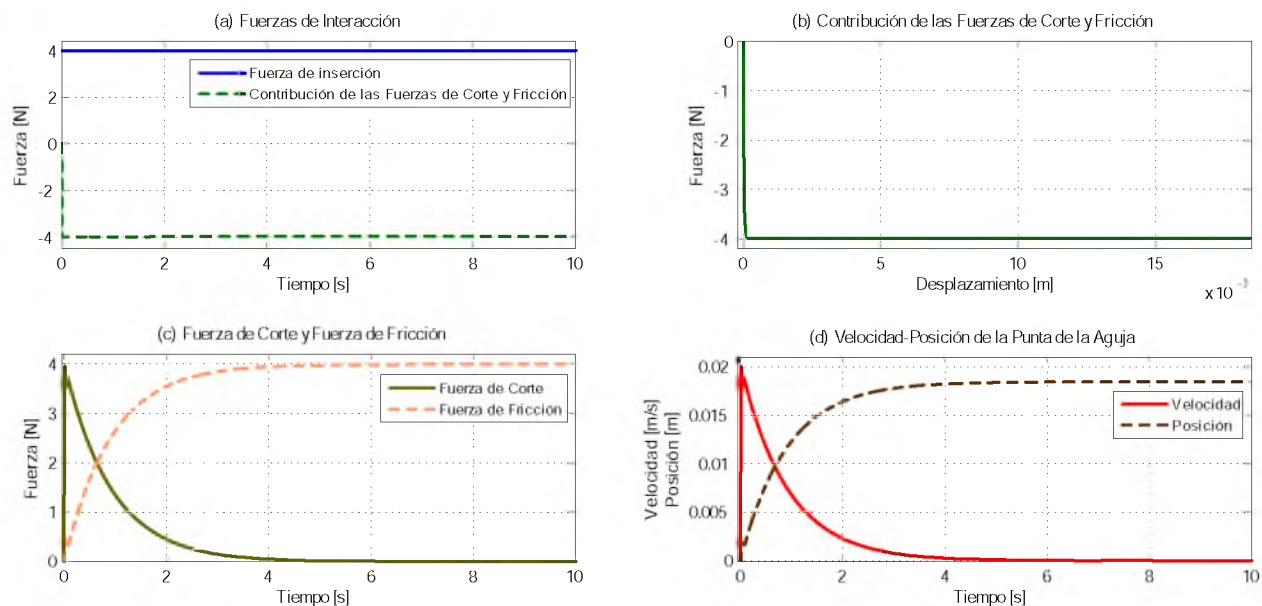 (a) Fuerzas de Interacción
4
2
0
-2
-4
Fuerza [N]
Fuerza de inserción
Contribución de las Fuerzas de Corte y Fricción
0 2 4 6 8 10
Tiempo [s]
(b) Contribución de las Fuerzas de Corte y Fricción
0
-1
-2
-3
-4
Fuerza [N]
0 5 10 15
Desplazamiento [m]
x 10
(c) Fuerza de Corte y Fuerza de Fricción
4
3
2
1
0
Fuerza [N]
Fuerza de Corte
Fuerza de Fricción
0 2 4 6 8 10
Tiempo [s]
(d) Velocidad-Posición de la Punta de la Aguja
0.02
0.015
0.01
0.005
0
Velocidad [m/s]
Posición [m]
Velocidad
Posición
0 2 4 6 8 10
Tiempo [s]